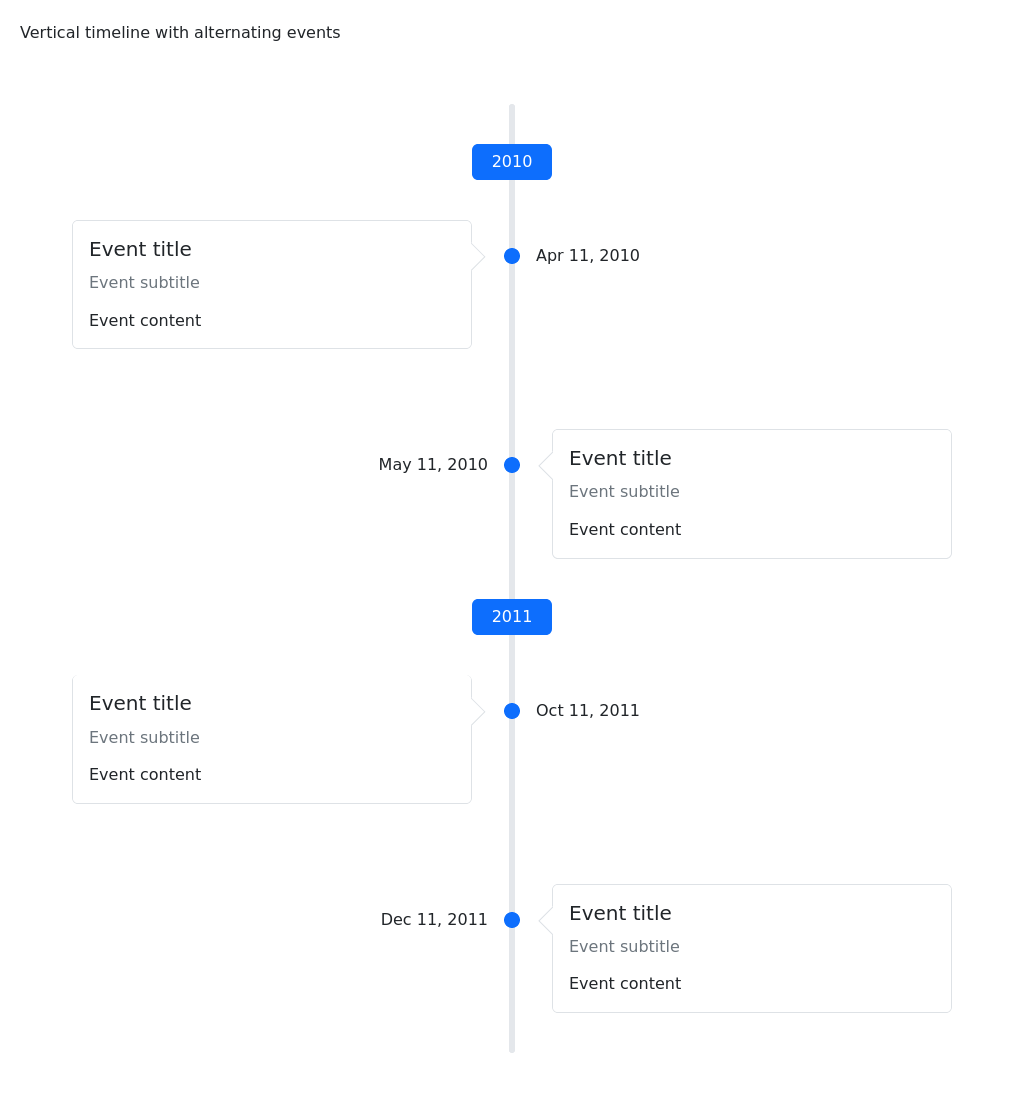 Vertical timeline with alternating events
2010
Event title
Event subtitle
Event content
Apr 11, 2010
May 11, 2010
Event title
Event subtitle
Event content
2011
Event title
Event subtitle
Event content
Oct 11, 2011
Dec 11, 2011
Event title
Event subtitle
Event content